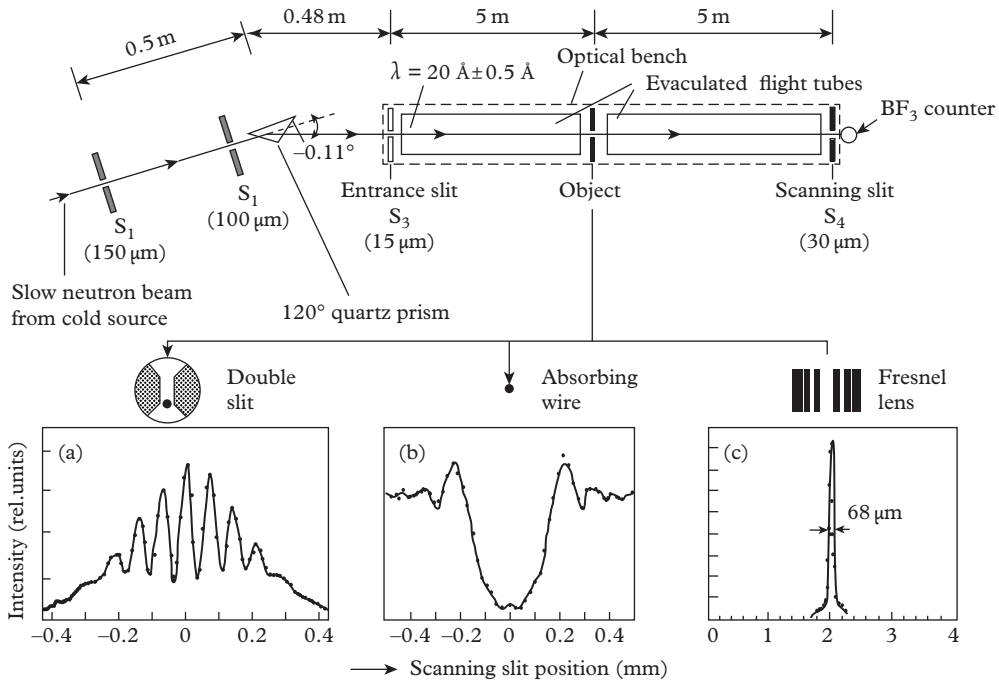 0.48 m
5 m
5 m
0.5 m
λ = 20 Å ± 0.5 Å
Optical bench
Evacuated flight tubes
BF₃ counter
−0.11°
S₁
(150 μm)
S₁
(100 μm)
Entrance slit
S₃
(15 μm)
Object
Scanning slit
S₄
(30 μm)
Slow neutron beam
from cold source
120° quartz prism
Double
slit
Absorbing
wire
Fresnel
lens
Intensity (rel.units)
(a)
−0.4 −0.2 0 0.2 0.4
(b)
−0.4 −0.2 0 0.2 0.4
(c)
68 μm
0 1 2 3 4
Scanning slit position (mm)